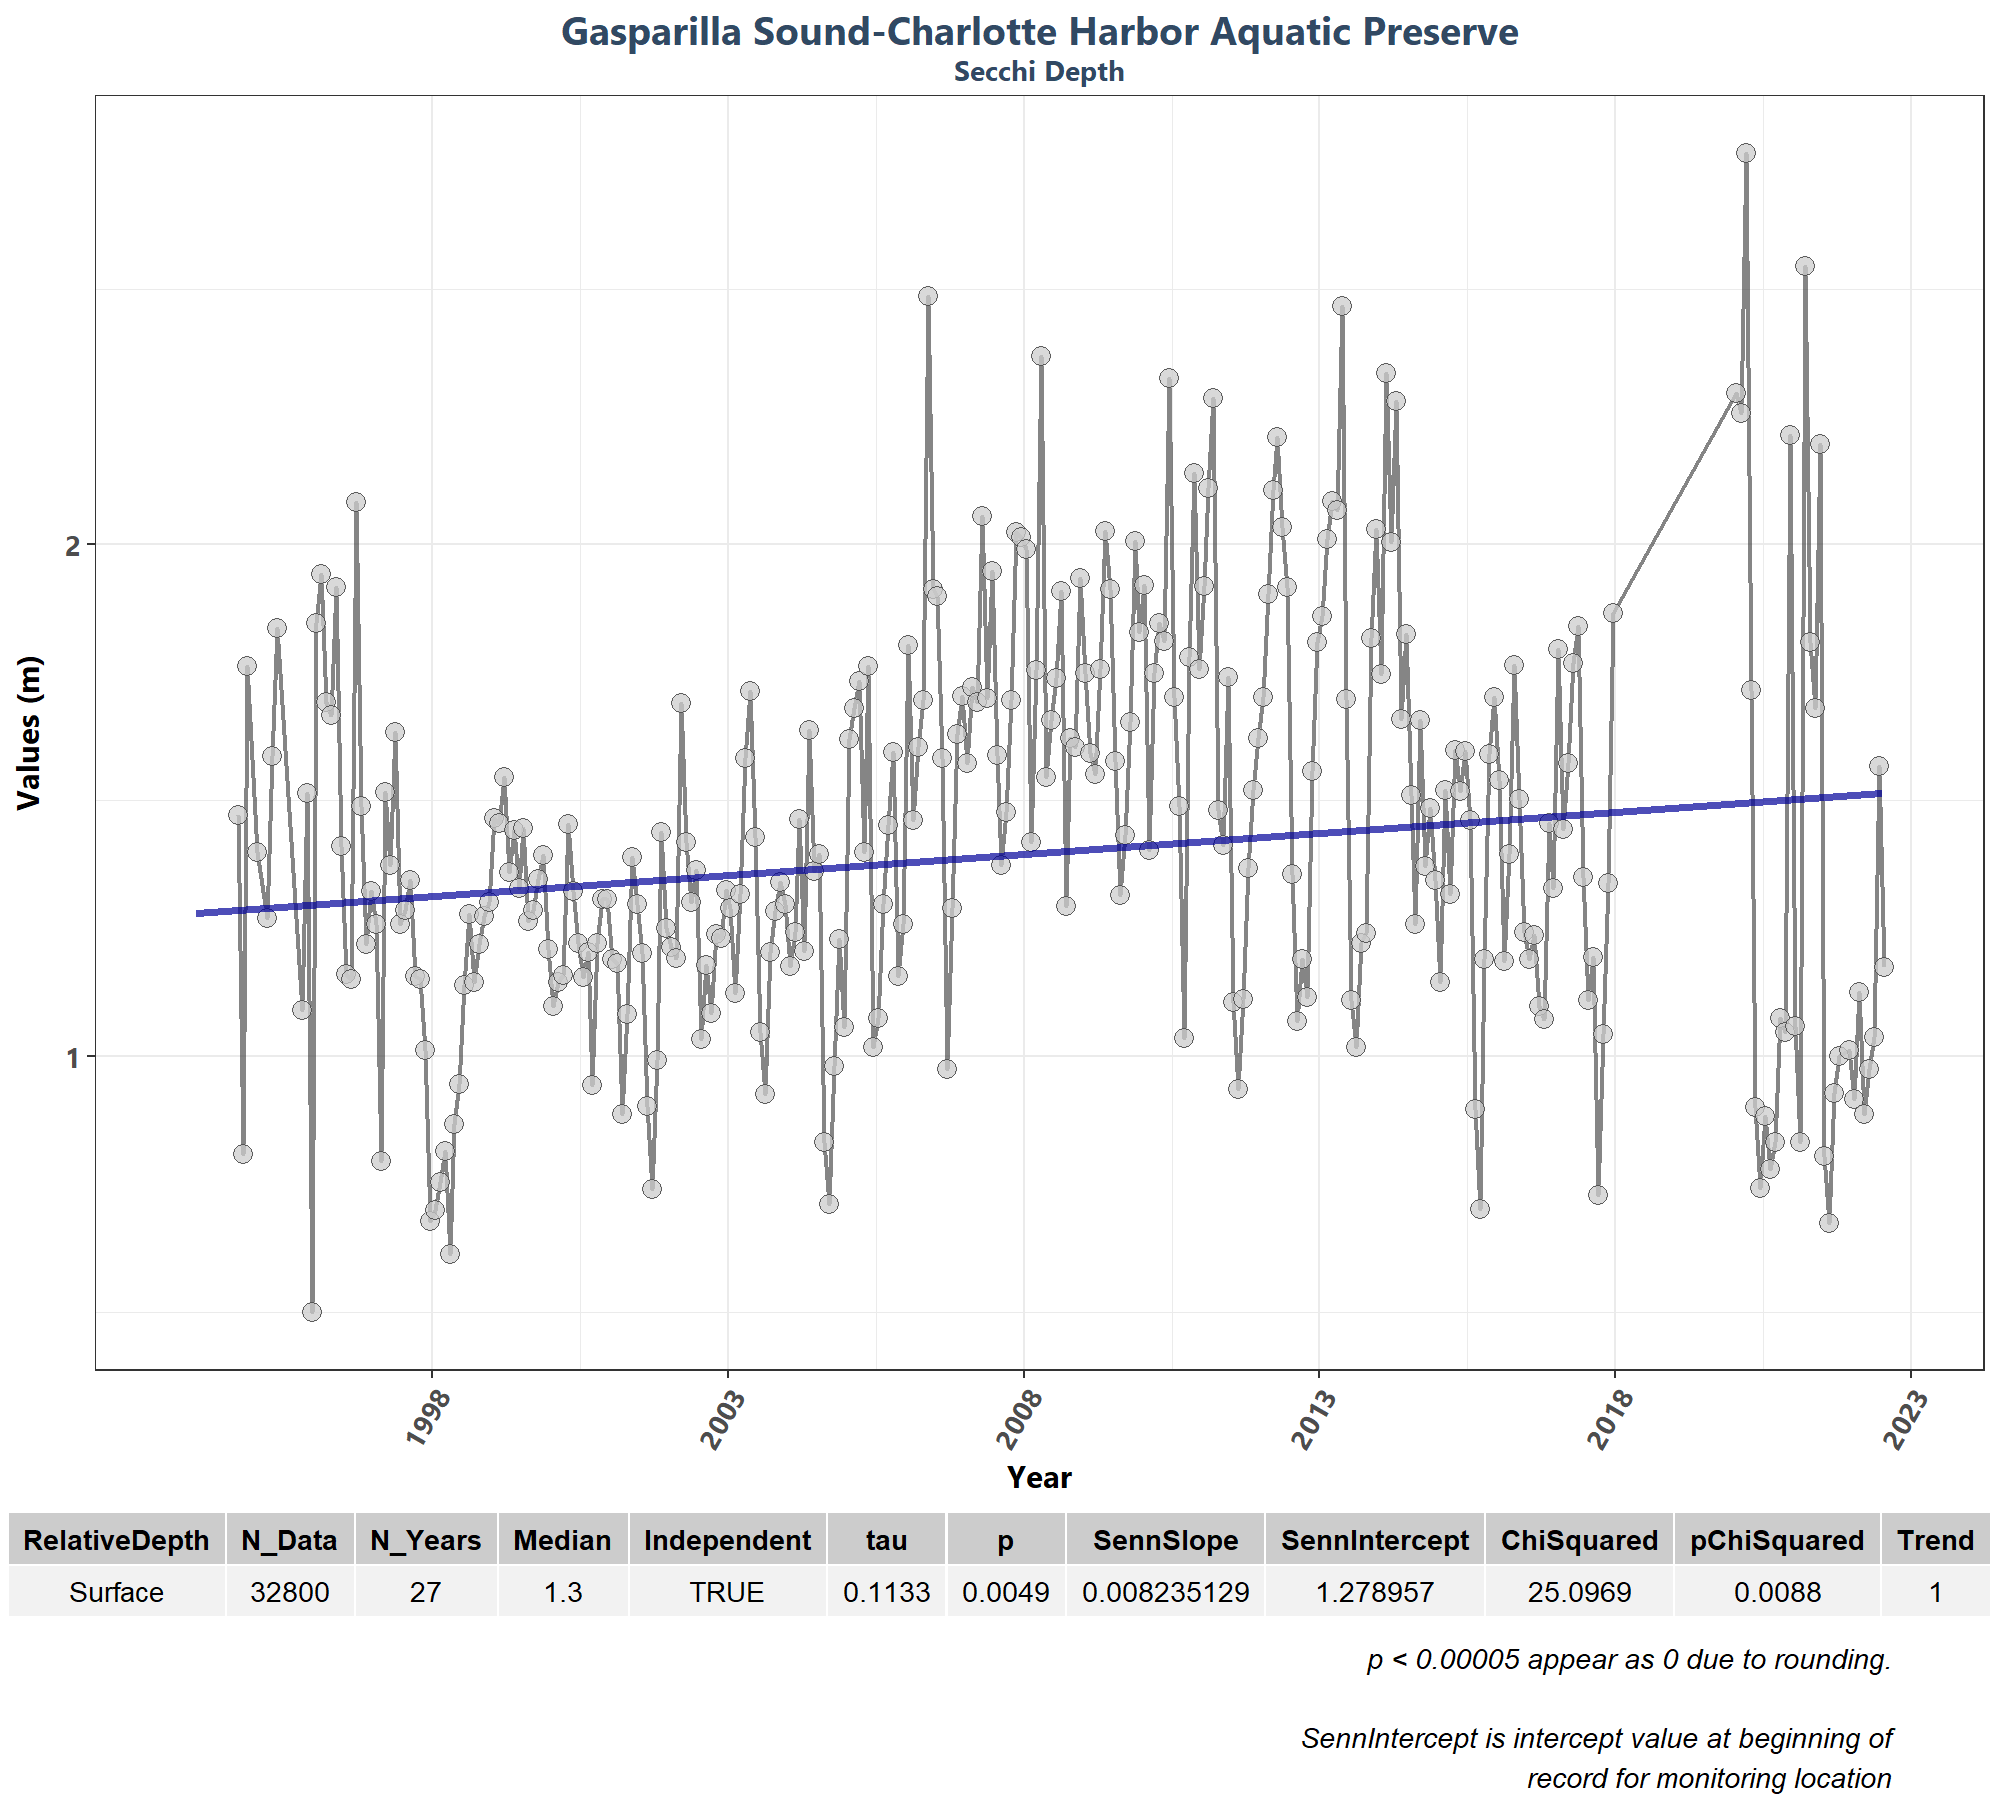 Gasparilla Sound-Charlotte Harbor Aquatic Preserve
Secchi Depth
Values (m)
2
1
1998 2003 2008 2013 2018 2023
Year
RelativeDepth N_Data N_Years Median Independent tau p SennSlope SennIntercept ChiSquared pChiSquared Trend
Surface 32800 27 1.3 TRUE 0.1133 0.0049 0.008235129 1.278957 25.0969 0.0088 1
p < 0.00005 appear as 0 due to rounding.
SennIntercept is intercept value at beginning of
record for monitoring location